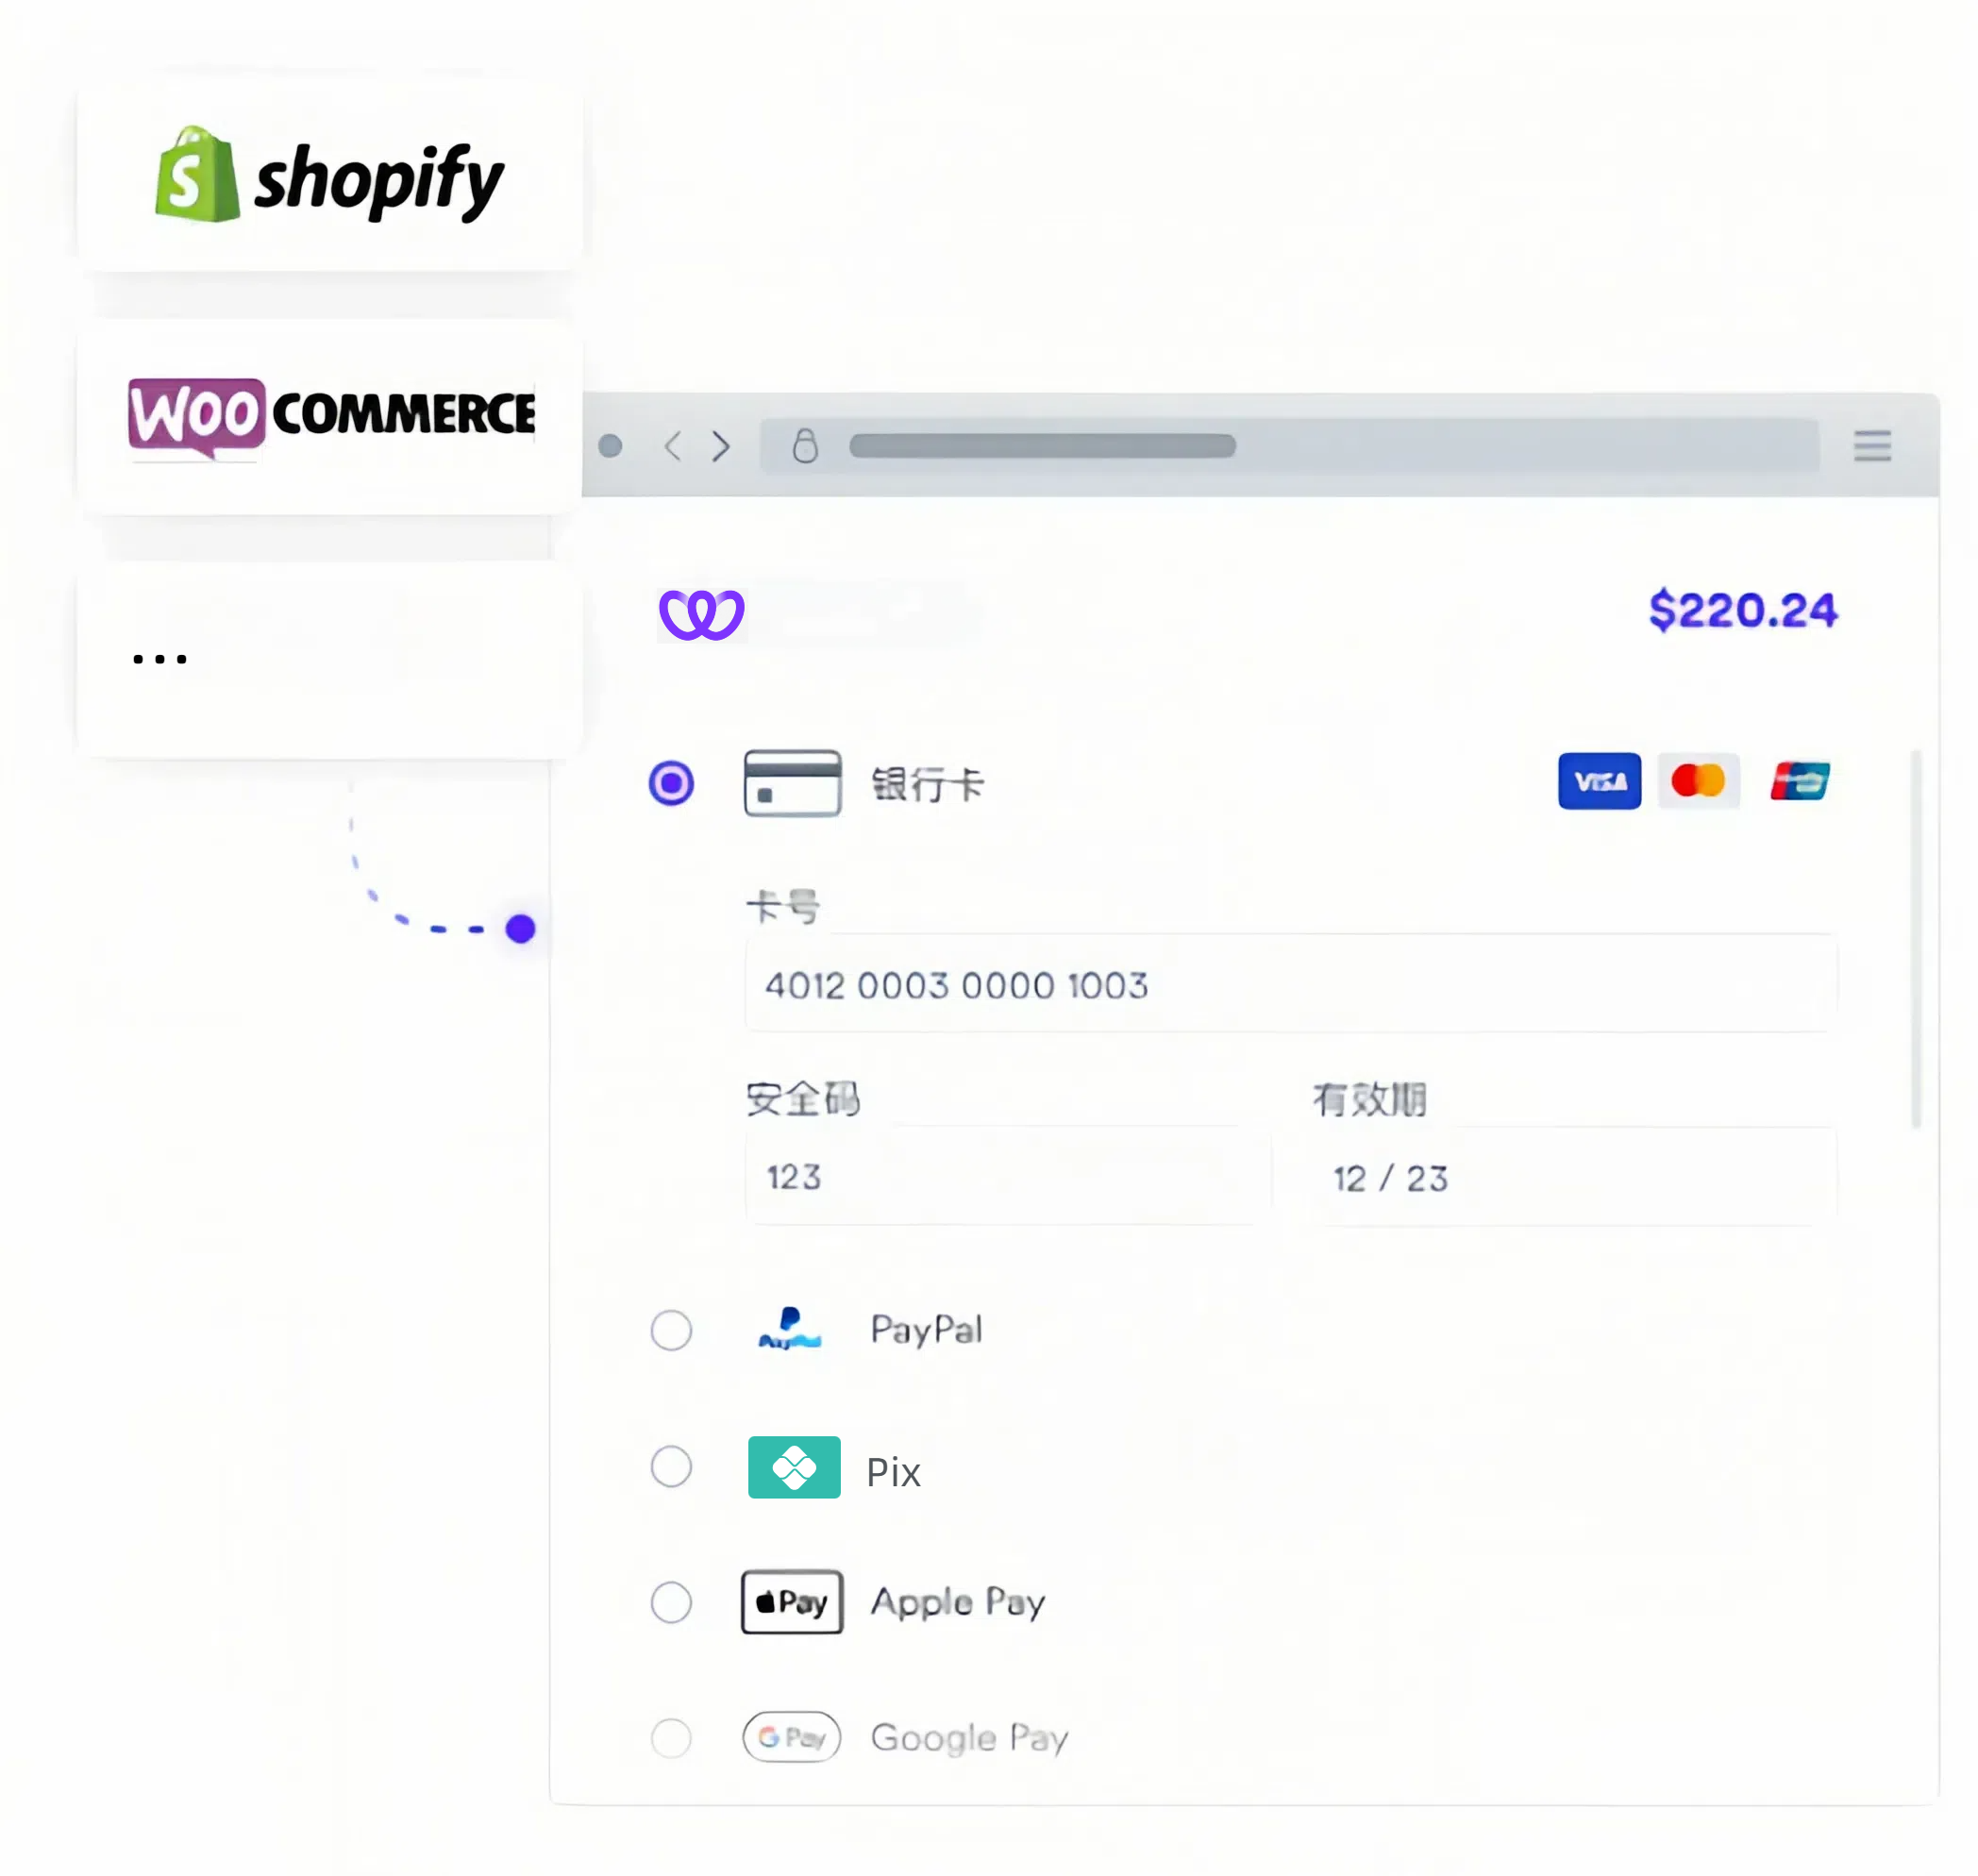 shopify
WOO COMMERCE
...
$220.24
银行卡
VISA
卡号
4012 0003 0000 1003
安全码
有效期
123
12 / 23
PayPal
Pix
Pay Apple Pay
G Pay Google Pay